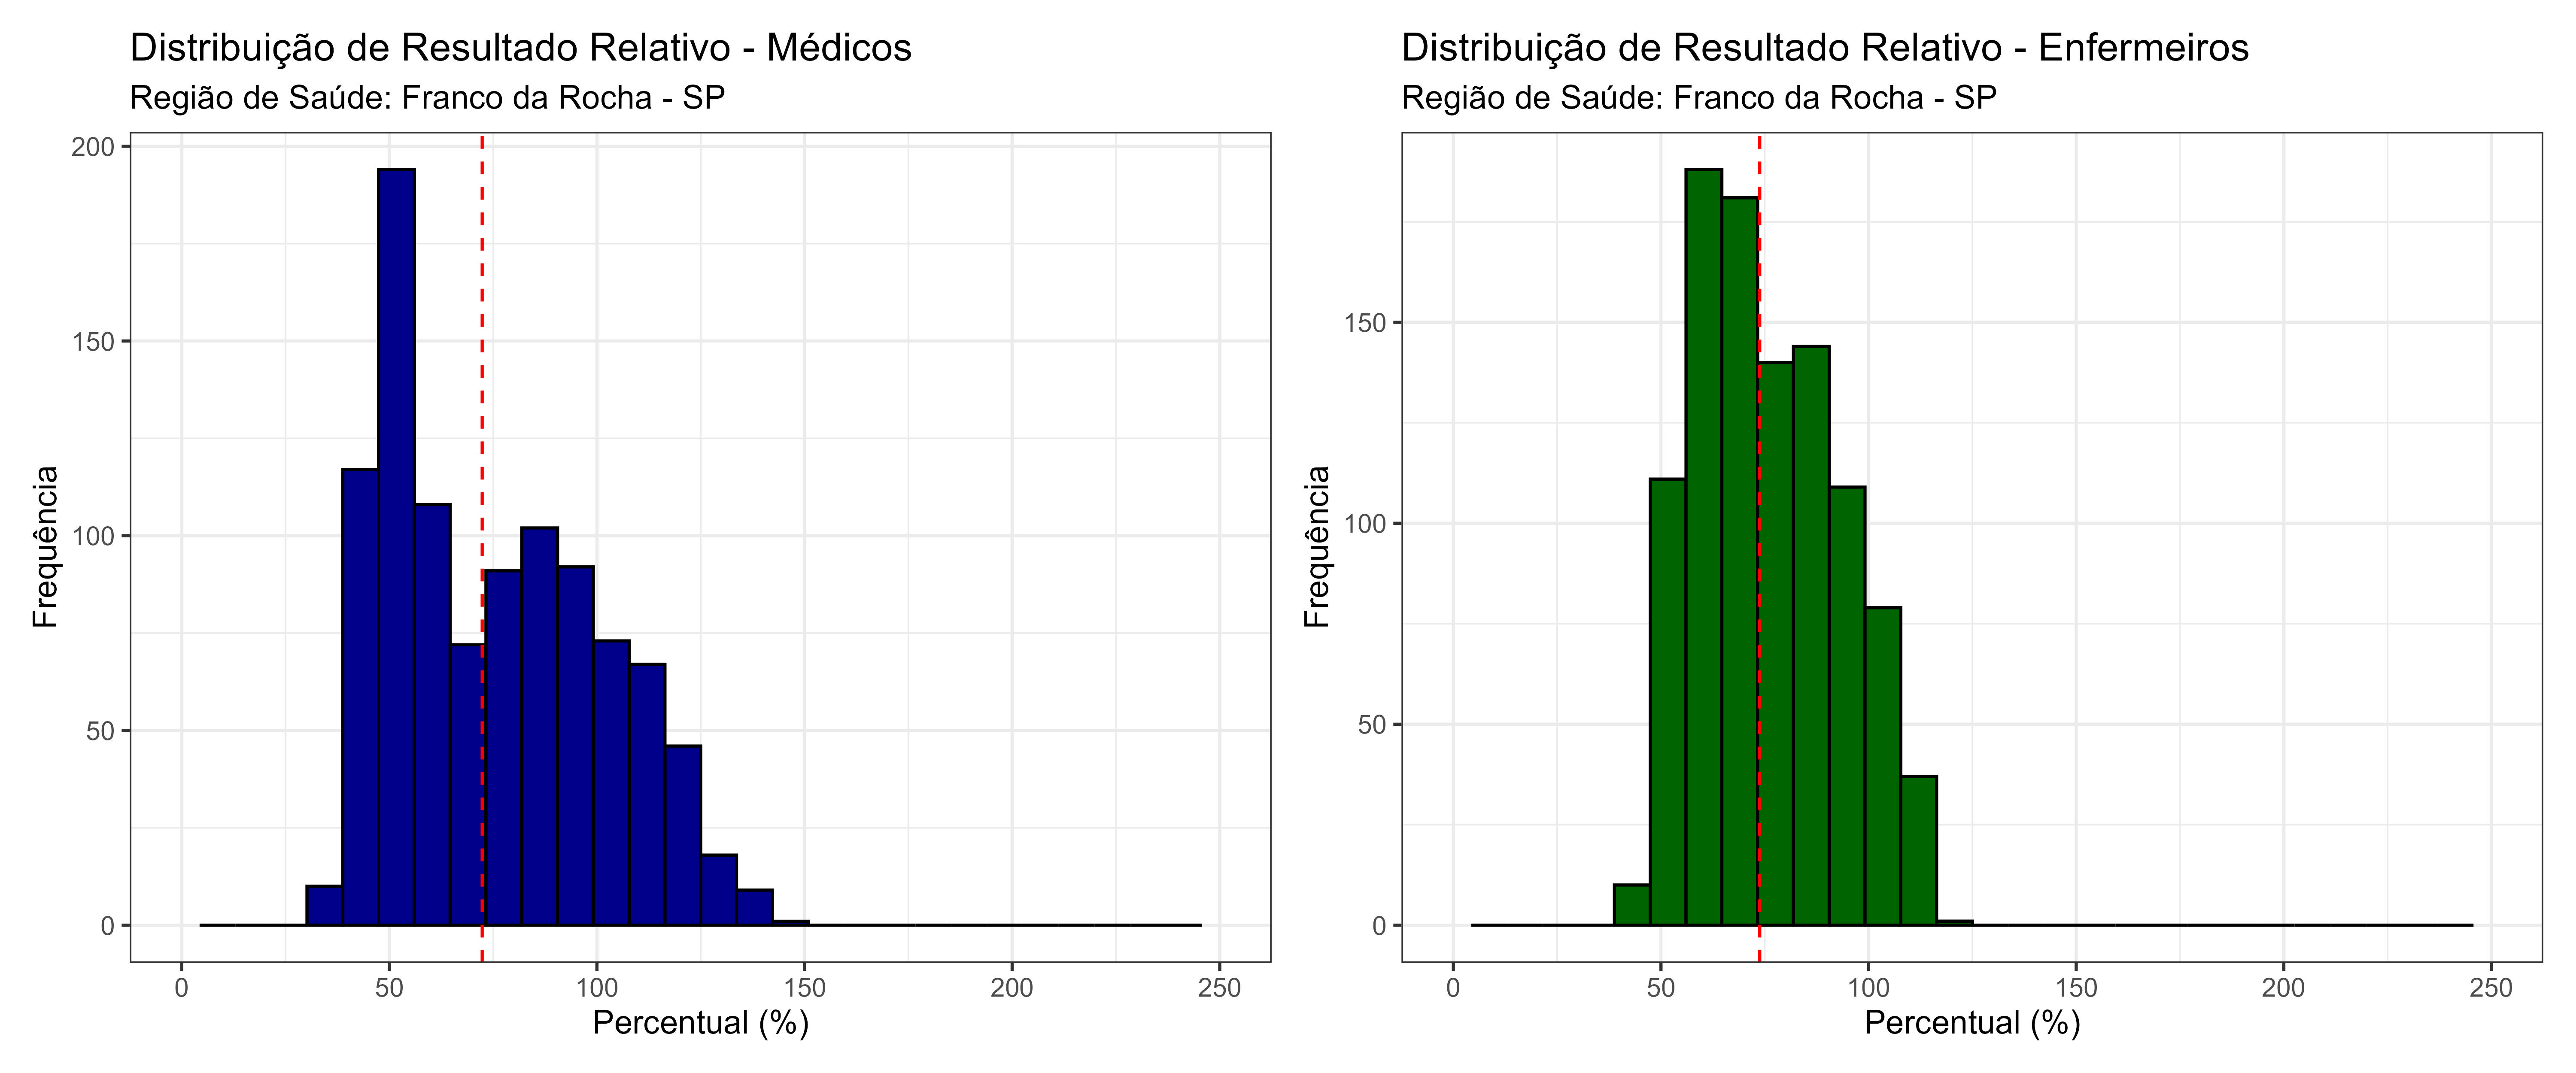 Distribuição de Resultado Relativo - Médicos
Região de Saúde: Franco da Rocha - SP
200
150
100
50
0
Frequência
0 50 100 150 200 250
Percentual (%)
Distribuição de Resultado Relativo - Enfermeiros
Região de Saúde: Franco da Rocha - SP
150
100
50
0
Frequência
0 50 100 150 200 250
Percentual (%)